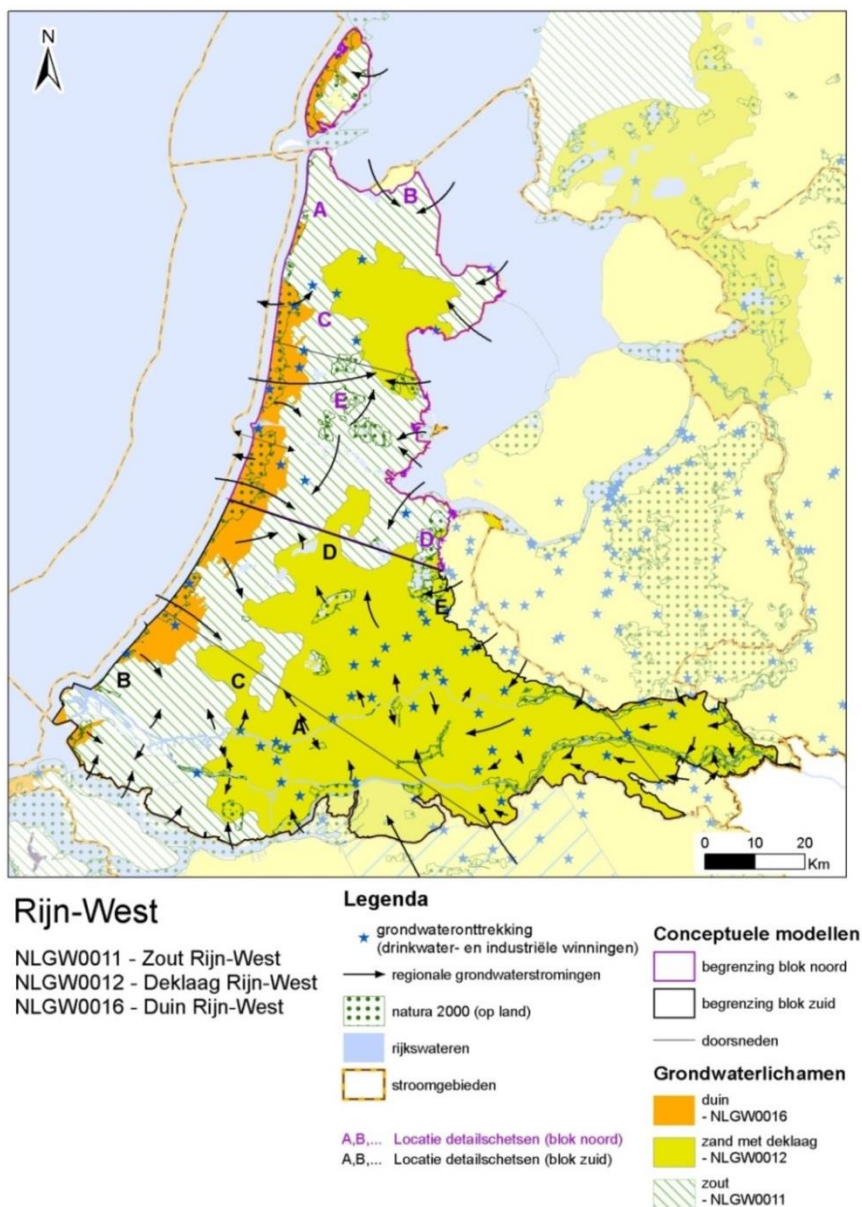 N
A
B
C
E
D
D
E
B
C
A
0 10 20
Km
Rijn-West
NLGW0011 - Zout Rijn-West
NLGW0012 - Deklaag Rijn-West
NLGW0016 - Duin Rijn-West
Legenda
grondwateronttrekking
(drinkwater- en industriële winningen)
regionale grondwaterstromingen
natura 2000 (op land)
rijkswateren
stroomgebieden
A,B,... Locatie detailschetsen (blok noord)
A,B,... Locatie detailschetsen (blok zuid)
Conceptuele modellen
begrenzing blok noord
begrenzing blok zuid
doorsneden
Grondwaterlichamen
duin
- NLGW0016
zand met deklaag
- NLGW0012
zout
- NLGW0011